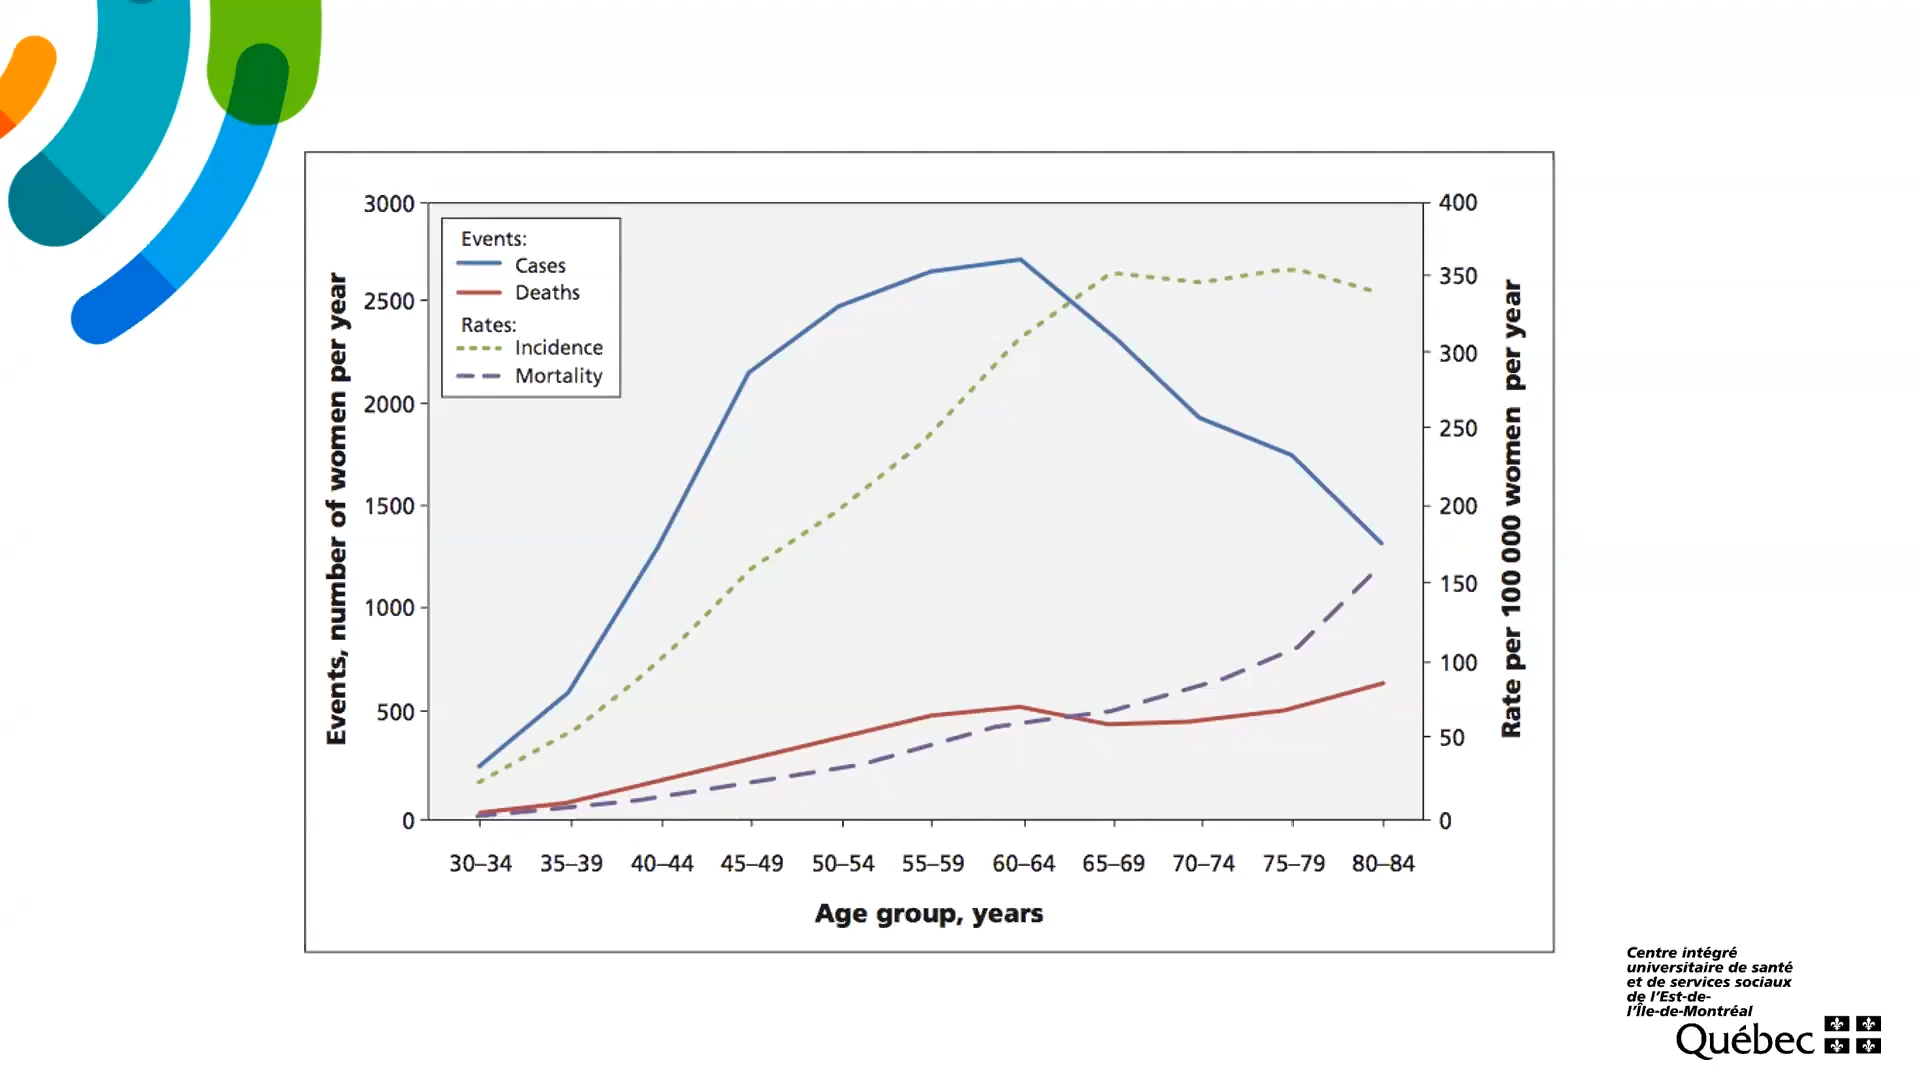 3000
2500
2000
1500
1000
500
0
Events, number of women per year
Events:
Cases
Deaths
Rates:
Incidence
Mortality
400
350
300
250
200
150
100
50
0
Rate per 100 000 women per year
30–34 35–39 40–44 45–49 50–54 55–59 60–64 65–69 70–74 75–79 80–84
Age group, years
Centre intégré
universitaire de santé
et de services sociaux
de l'Est-de-
l'Île-de-Montréal
Québec